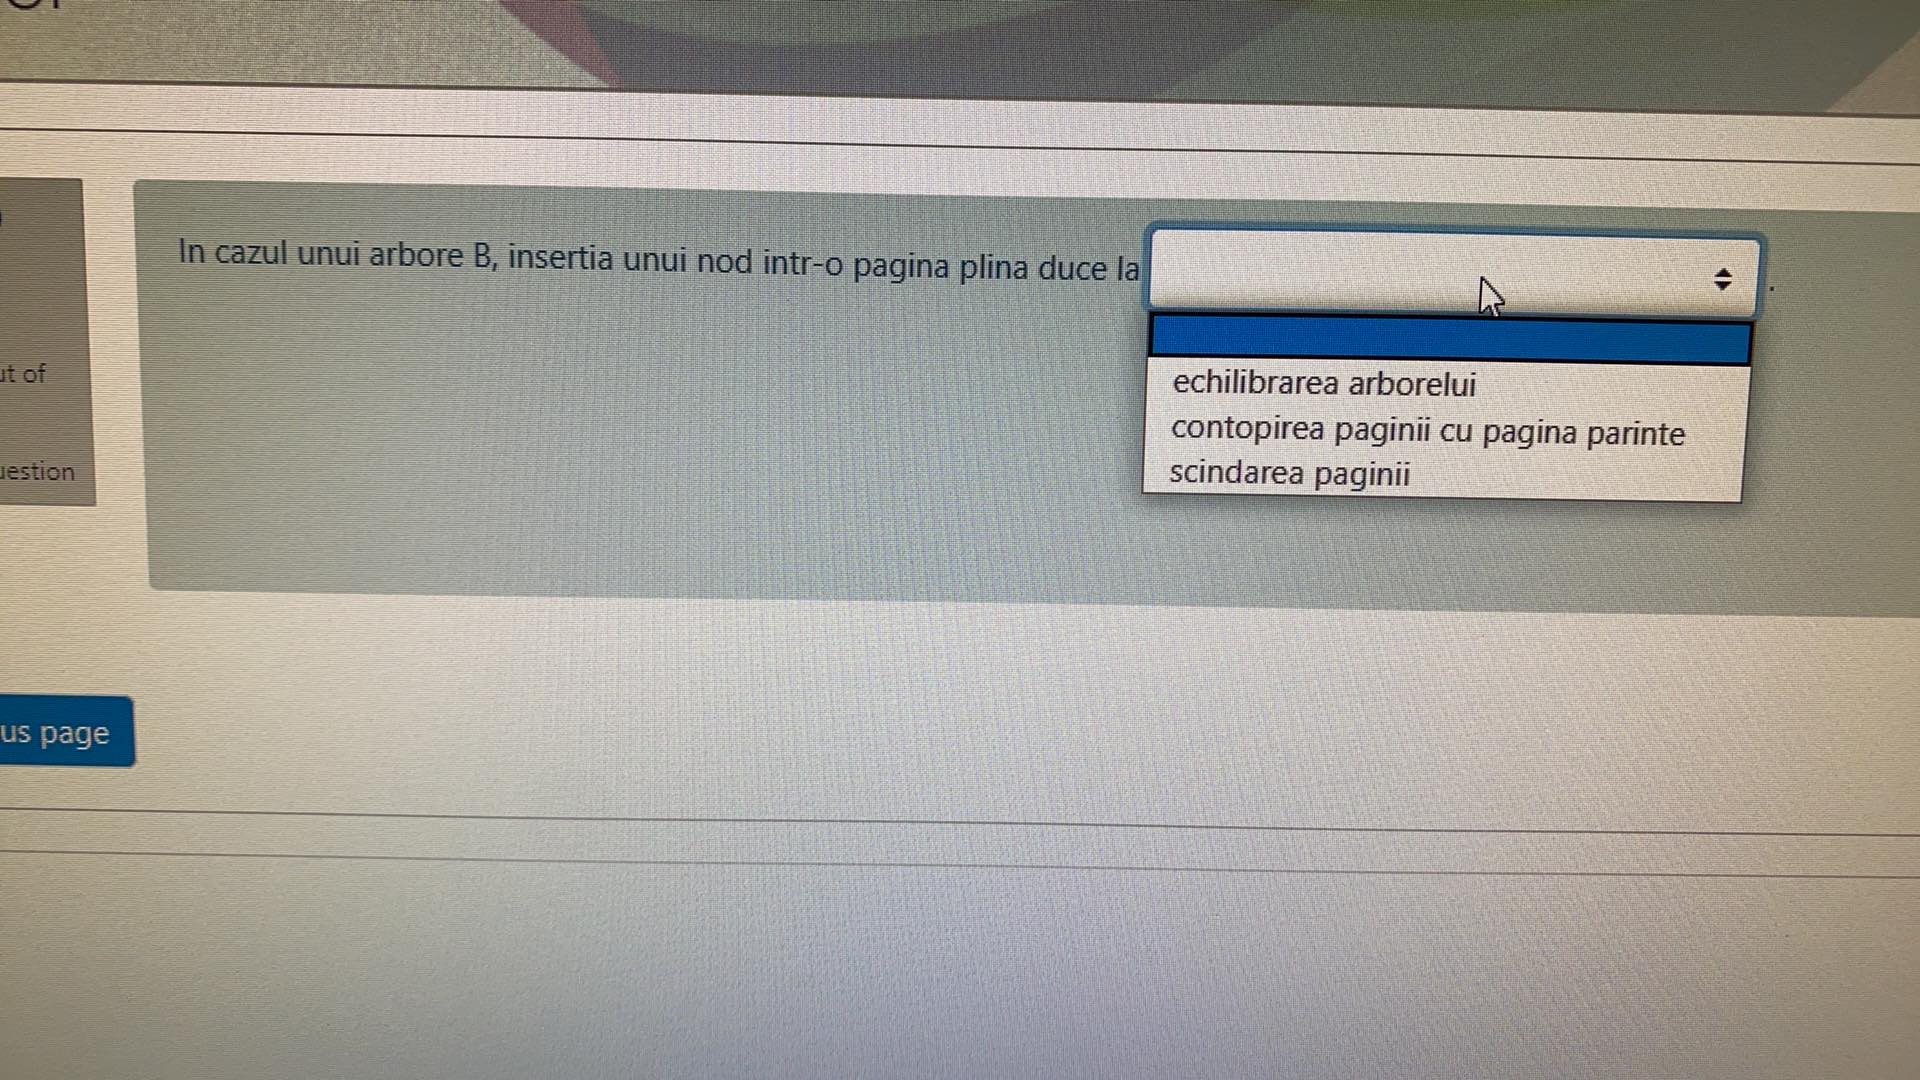 In cazul unui arbore B, insertia unui nod intr-o pagina plina duce la .
echilibrarea arborelui
contopirea paginii cu pagina parinte
scindarea paginii
ut of
uestion
us page